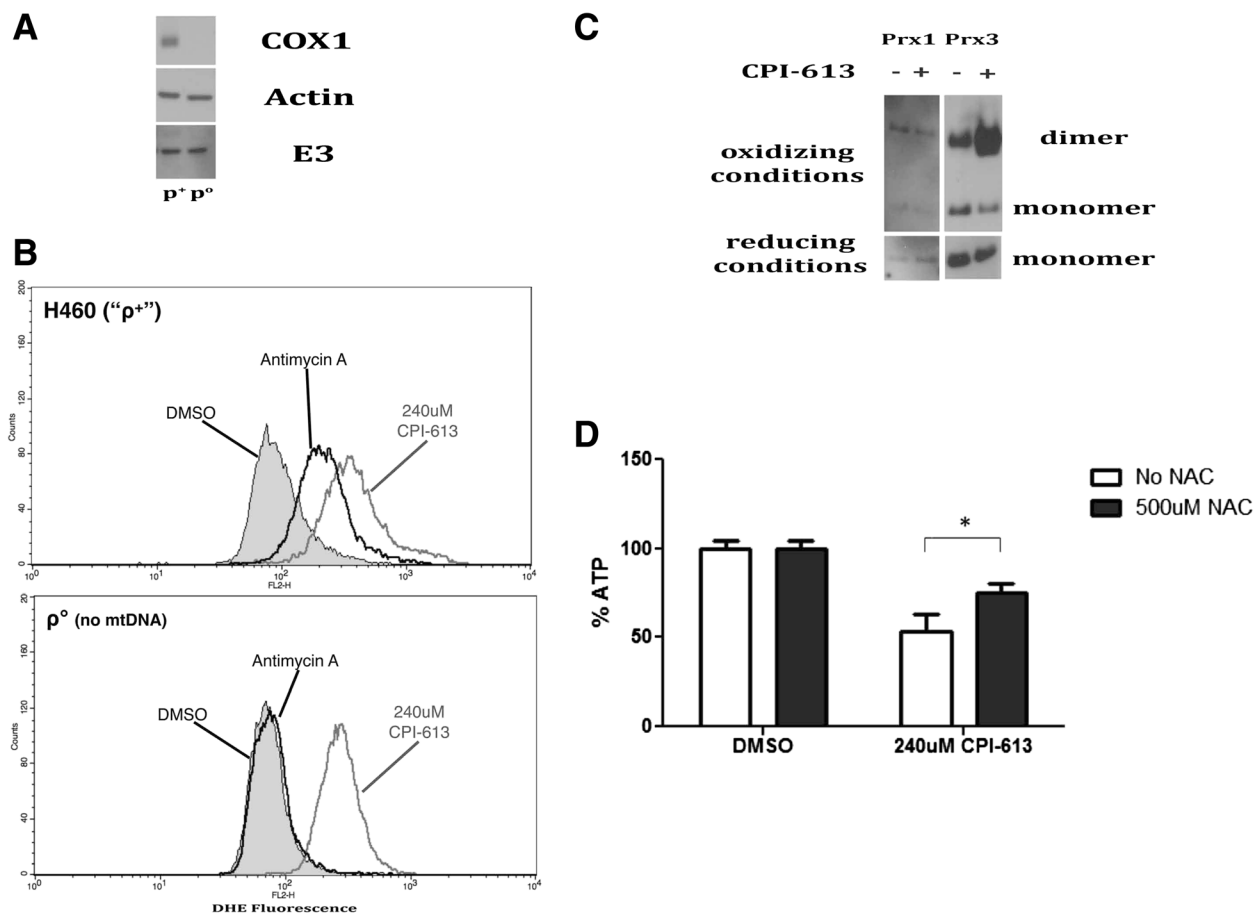 A
COX1
Actin
E3
p⁺ p⁰
B
200
160
120
80
40
0
Counts
H460 (“ρ⁺”)
Antimycin A
DMSO
240uM
CPI-613
10⁰ 10¹ 10² 10³ 10⁴
FL2-H
20
160
120
80
40
0
Counts
ρ° (no mtDNA)
Antimycin A
DMSO
240uM
CPI-613
10⁰ 10¹ 10² 10³ 10⁴
FL2-H
DHE Fluorescence
C
Prx1 Prx3
CPI-613 - + - +
oxidizing
conditions
dimer
monomer
reducing
conditions
monomer
D
150
100
50
0
% ATP
No NAC
500uM NAC
*
DMSO 240uM CPI-613